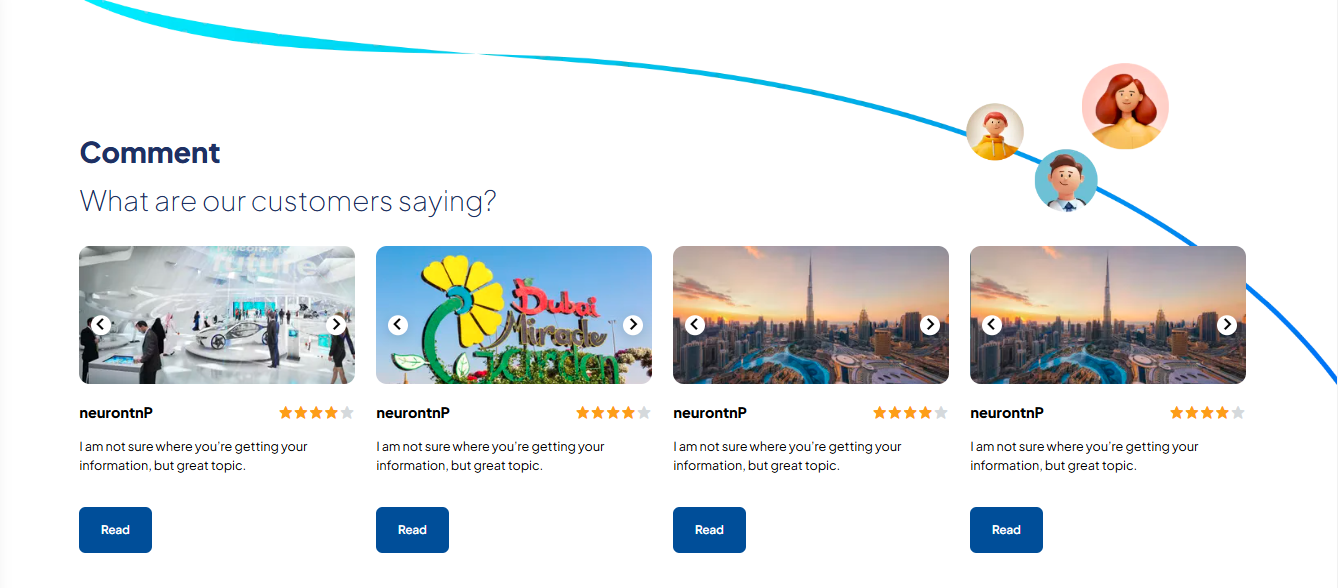 Comment
What are our customers saying?
future
Dubai
Miracle
Garden
neurontnP
I am not sure where you're getting your
information, but great topic.
Read
neurontnP
I am not sure where you're getting your
information, but great topic.
Read
neurontnP
I am not sure where you're getting your
information, but great topic.
Read
neurontnP
I am not sure where you're getting your
information, but great topic.
Read